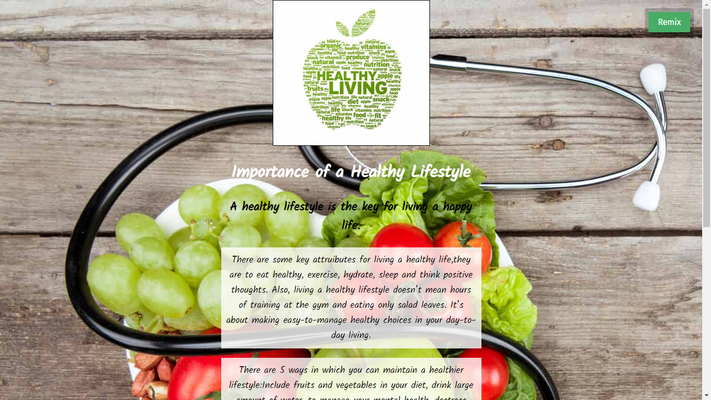 Remix
HEALTHY
LIVING
Importance of a Healthy Lifestyle
A healthy lifestyle is the key for living a happy
life.
There are some key attruibutes for living a healthy life,they
are to eat healthy, exercise, hydrate, sleep and think positive
thoughts. Also, living a healthy lifestyle doesn't mean hours
of training at the gym and eating only salad leaves. It's
about making easy-to-manage healthy choices in your day-to-
day living.
There are 5 ways in which you can maintain a healthier
lifestyle:Include fruits and vegetables in your diet, drink large